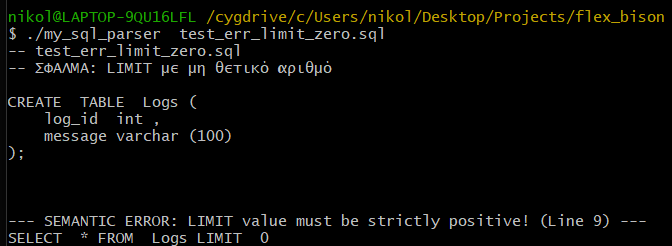 nikol@LAPTOP-9QU16LFL /cygdrive/c/Users/nikol/Desktop/Projects/flex_bison
$ ./my_sql_parser  test_err_limit_zero.sql
-- test_err_limit_zero.sql
-- ΣΦΑΛΜΑ: LIMIT με μη θετικό αριθμό
CREATE  TABLE  Logs (
    log_id  int ,
    message varchar (100)
);
--- SEMANTIC ERROR: LIMIT value must be strictly positive! (Line 9) ---
SELECT  * FROM  Logs LIMIT  0